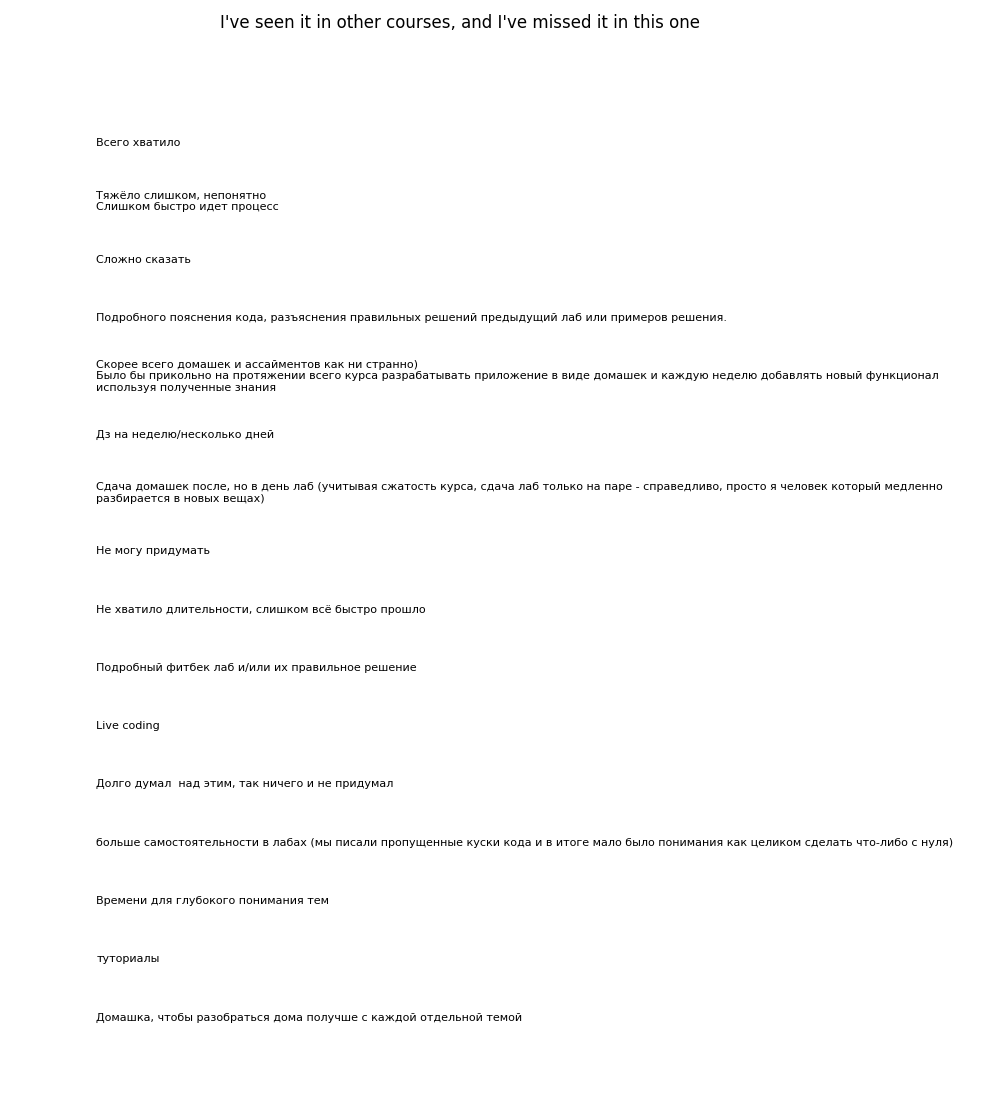 I've seen it in other courses, and I've missed it in this one
Всего хватило
Тяжёло слишком, непонятно
Слишком быстро идет процесс
Сложно сказать
Подробного пояснения кода, разъяснения правильных решений предыдущий лаб или примеров решения.
Скорее всего домашек и ассайментов как ни странно)
Было бы прикольно на протяжении всего курса разрабатывать приложение в виде домашек и каждую неделю добавлять новый функционал
используя полученные знания
Дз на неделю/несколько дней
Сдача домашек после, но в день лаб (учитывая сжатость курса, сдача лаб только на паре - справедливо, просто я человек который медленно
разбирается в новых вещах)
Не могу придумать
Не хватило длительности, слишком всё быстро прошло
Подробный фитбек лаб и/или их правильное решение
Live coding
Долго думал  над этим, так ничего и не придумал
больше самостоятельности в лабах (мы писали пропущенные куски кода и в итоге мало было понимания как целиком сделать что-либо с нуля)
Времени для глубокого понимания тем
туториалы
Домашка, чтобы разобраться дома получше с каждой отдельной темой